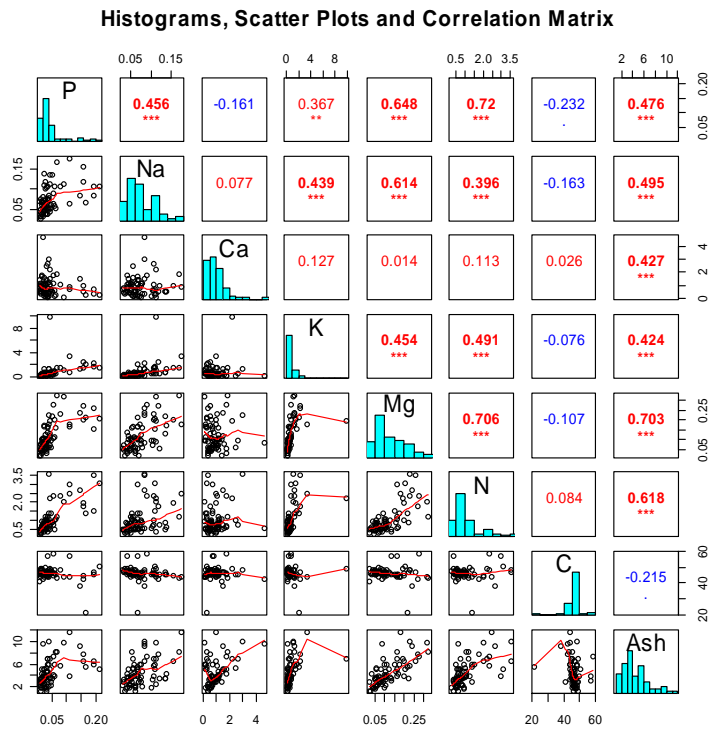 Histograms, Scatter Plots and Correlation Matrix
0.05 0.15 0 4 8 0.5 2.0 3.5 2 6 10
P 0.456 -0.161 0.367 0.648 0.72 -0.232 0.476 0.05 0.20
*** ** *** *** . ***
0.05 0.15 Na 0.077 0.439 0.614 0.396 -0.163 0.495
*** *** *** ***
Ca 0.127 0.014 0.113 0.026 0.427 0 2 4
***
0 4 8 K 0.454 0.491 -0.076 0.424
*** *** ***
Mg 0.706 -0.107 0.703 0.05 0.25
*** ***
0.5 2.0 3.5 N 0.084 0.618
***
C -0.215 20 40 60
.
2 6 10 Ash
0.05 0.20 0 2 4 0.05 0.25 20 40 60